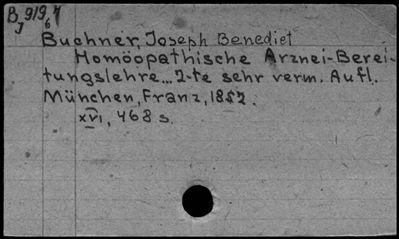 B 919 4
J 6
Buchner, Joseph Benedict
Homöopathische Arznei-Berei-
tungslehre... 2-te sehr verm. Aufl.
München, Franz, 1852.
xvi, 468 s.